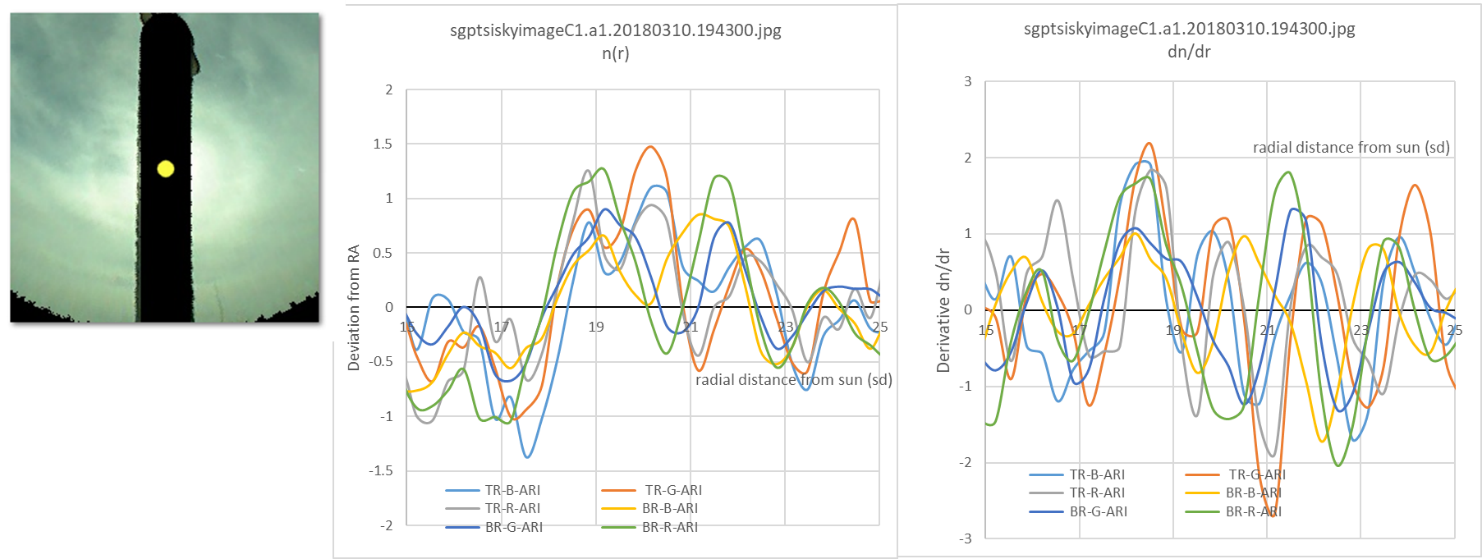 sgptsiskyimageC1.a1.20180310.194300.jpg
n(r)
2
1.5
1
0.5
0
-0.5
-1
-1.5
-2
Deviation from RA
15 17 19 21 23 25
radial distance from sun (sd)
TR-B-ARI TR-G-ARI
TR-R-ARI BR-B-ARI
BR-G-ARI BR-R-ARI
sgptsiskyimageC1.a1.20180310.194300.jpg
dn/dr
3
2
1
0
-1
-2
-3
Derivative dn/dr
radial distance from sun (sd)
15 17 19 21 23 25
TR-B-ARI TR-G-ARI
TR-R-ARI BR-B-ARI
BR-G-ARI BR-R-ARI